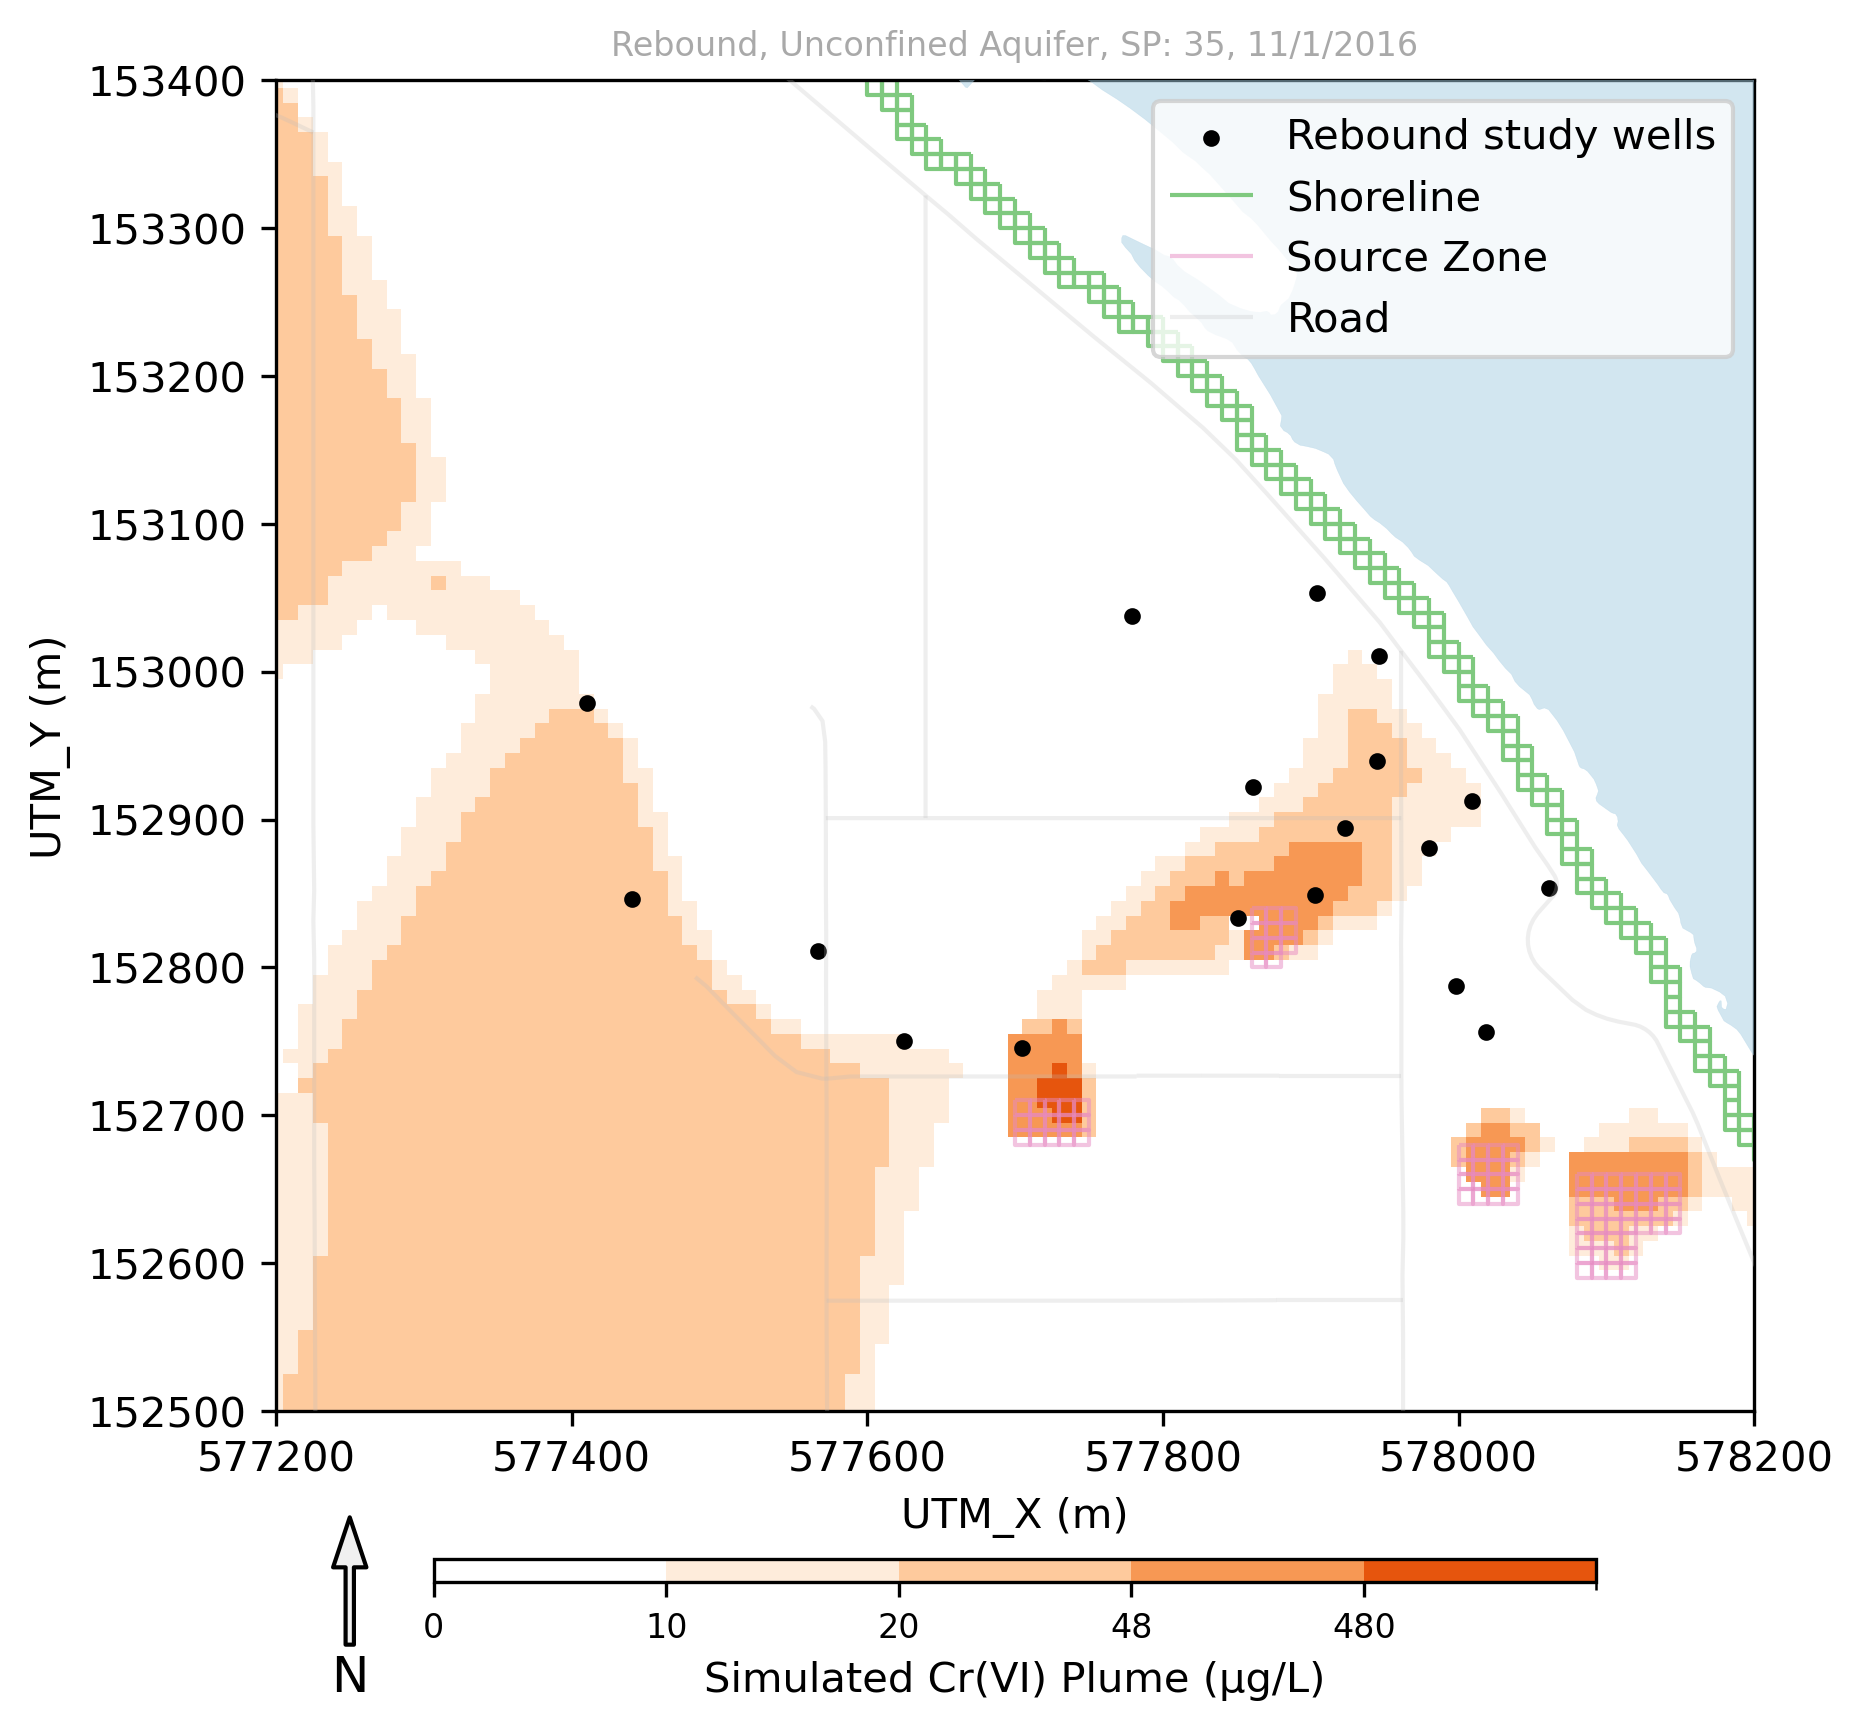 Rebound, Unconfined Aquifer, SP: 35, 11/1/2016
153400
153300
153200
153100
153000
152900
152800
152700
152600
152500
UTM_Y (m)
Rebound study wells
Shoreline
Source Zone
Road
577200 577400 577600 577800 578000 578200
UTM_X (m)
N
0 10 20 48 480
Simulated Cr(VI) Plume (μg/L)